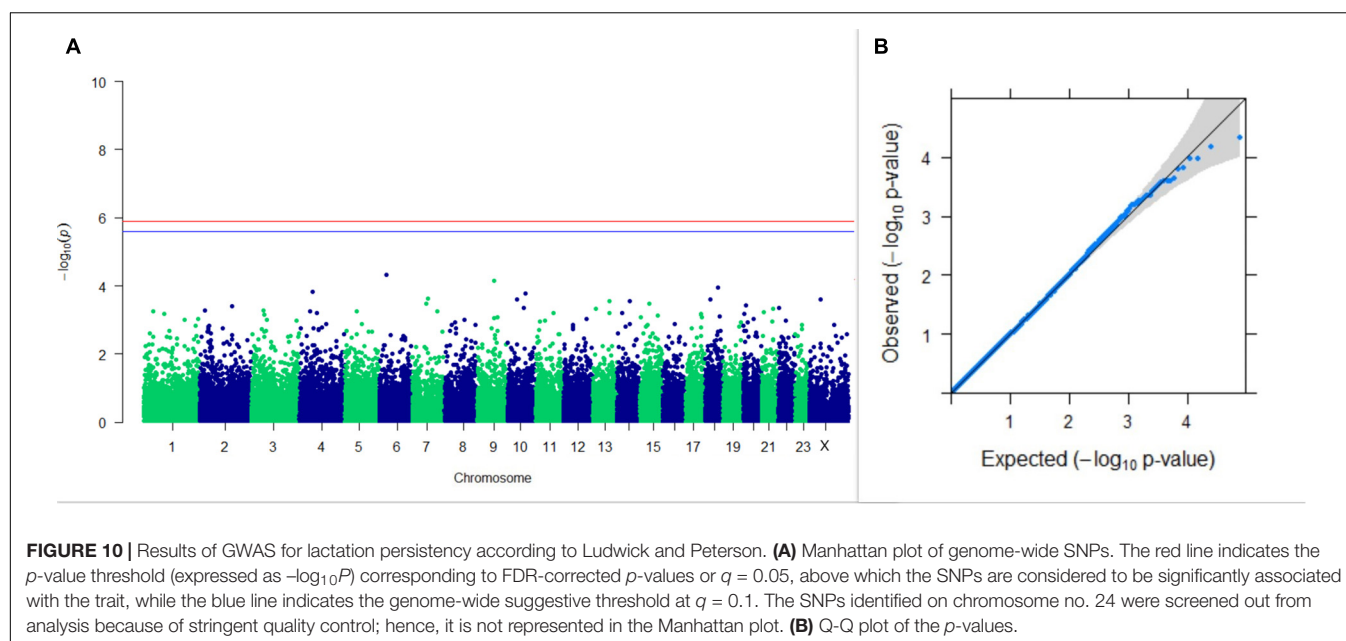 A
10
8
6
4
2
0
−log10(p)
1 2 3 4 5 6 7 8 9 10 11 12 13 15 17 19 21 23 X
Chromosome
B
4
3
2
1
Observed (−log10 p-value)
1 2 3 4
Expected (−log10 p-value)
FIGURE 10 | Results of GWAS for lactation persistency according to Ludwick and Peterson. (A) Manhattan plot of genome-wide SNPs. The red line indicates the
p-value threshold (expressed as –log10P) corresponding to FDR-corrected p-values or q = 0.05, above which the SNPs are considered to be significantly associated
with the trait, while the blue line indicates the genome-wide suggestive threshold at q = 0.1. The SNPs identified on chromosome no. 24 were screened out from
analysis because of stringent quality control; hence, it is not represented in the Manhattan plot. (B) Q-Q plot of the p-values.